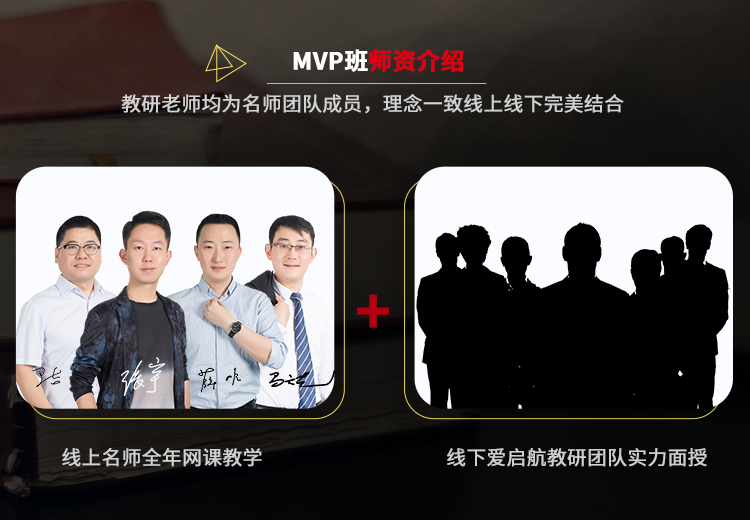 MVP班师资介绍
教研老师均为名师团队成员，理念一致线上线下完美结合
张宇
线上名师全年网课教学
线下爱启航教研团队实力面授